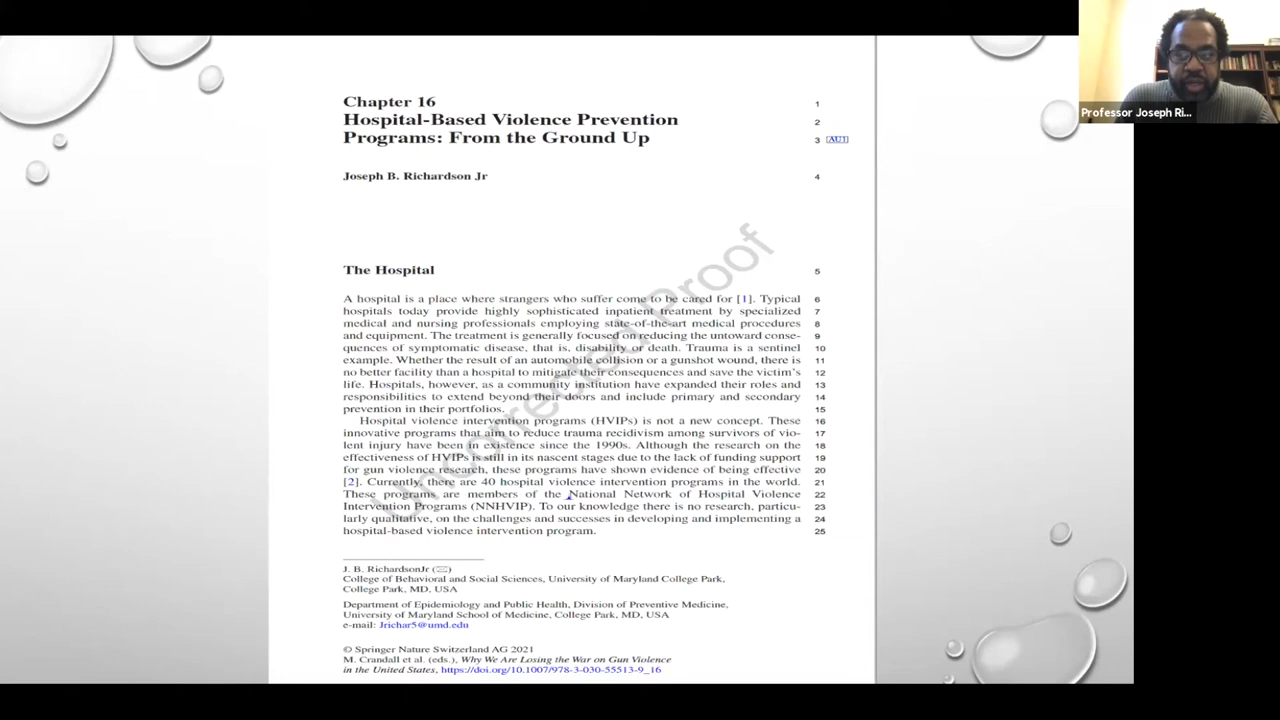 Chapter 16 1
Hospital-Based Violence Prevention 2
Programs: From the Ground Up 3 AU1
Joseph B. Richardson Jr 4
The Hospital 5
A hospital is a place where strangers who suffer come to be cared for [1]. Typical 6
hospitals today provide highly sophisticated inpatient treatment by specialized 7
medical and nursing professionals employing state-of-the-art medical procedures 8
and equipment. The treatment is generally focused on reducing the untoward conse- 9
quences of symptomatic disease, that is, disability or death. Trauma is a sentinel 10
example. Whether the result of an automobile collision or a gunshot wound, there is 11
no better facility than a hospital to mitigate their consequences and save the victim's 12
life. Hospitals, however, as a community institution have expanded their roles and 13
responsibilities to extend beyond their doors and include primary and secondary 14
prevention in their portfolios. 15
Hospital violence intervention programs (HVIPs) is not a new concept. These 16
innovative programs that aim to reduce trauma recidivism among survivors of vio- 17
lent injury have been in existence since the 1990s. Although the research on the 18
effectiveness of HVIPs is still in its nascent stages due to the lack of funding support 19
for gun violence research, these programs have shown evidence of being effective 20
[2]. Currently, there are 40 hospital violence intervention programs in the world. 21
These programs are members of the National Network of Hospital Violence 22
Intervention Programs (NNHVIP). To our knowledge there is no research, particu- 23
larly qualitative, on the challenges and successes in developing and implementing a 24
hospital-based violence intervention program. 25
Uncorrected Proof
J. B. RichardsonJr (✉)
College of Behavioral and Social Sciences, University of Maryland College Park,
College Park, MD, USA
Department of Epidemiology and Public Health, Division of Preventive Medicine,
University of Maryland School of Medicine, College Park, MD, USA
e-mail: Jrichar5@umd.edu
© Springer Nature Switzerland AG 2021
M. Crandall et al. (eds.), Why We Are Losing the War on Gun Violence
in the United States, https://doi.org/10.1007/978-3-030-55513-9_16
Professor Joseph Ri...